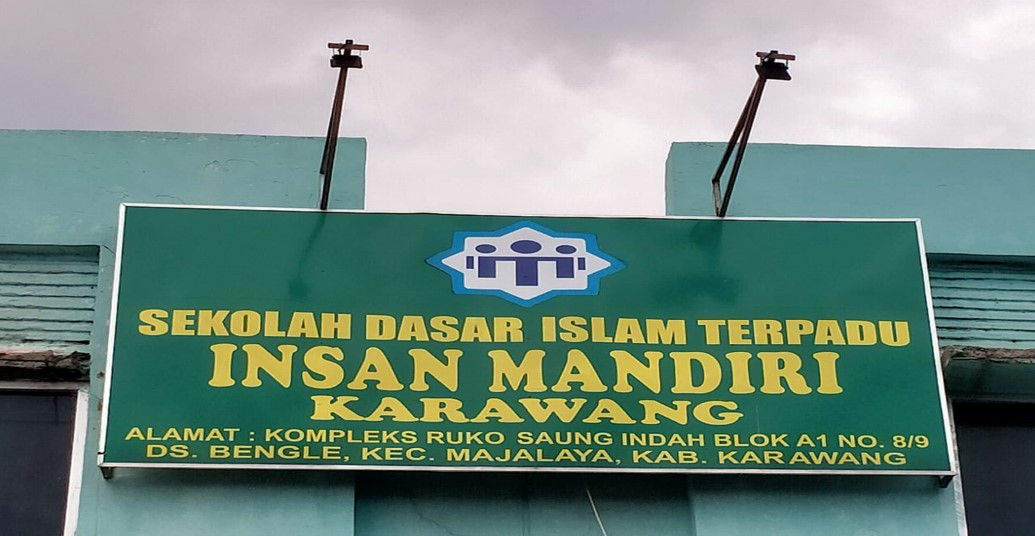 SEKOLAH DASAR ISLAM TERPADU
INSAN MANDIRI
KARAWANG
ALAMAT : KOMPLEKS RUKO SAUNG INDAH BLOK A1 NO. 8/9
DS. BENGLE, KEC. MAJALAYA, KAB. KARAWANG